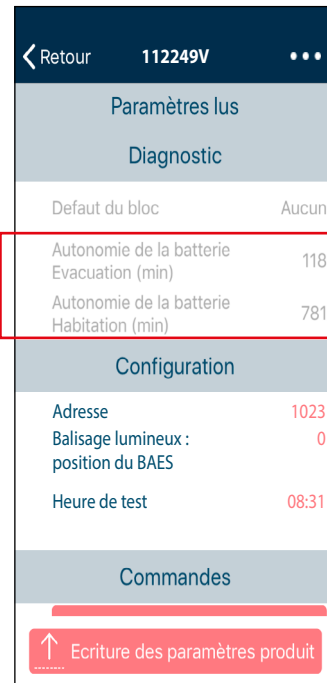 Retour 112249V
Paramètres lus
Diagnostic
Defaut du bloc Aucun
Autonomie de la batterie
Evacuation (min) 118
Autonomie de la batterie
Habitation (min) 781
Configuration
Adresse 1023
Balisage lumineux : 0
position du BAES
Heure de test 08:31
Commandes
Ecriture des paramètres produit